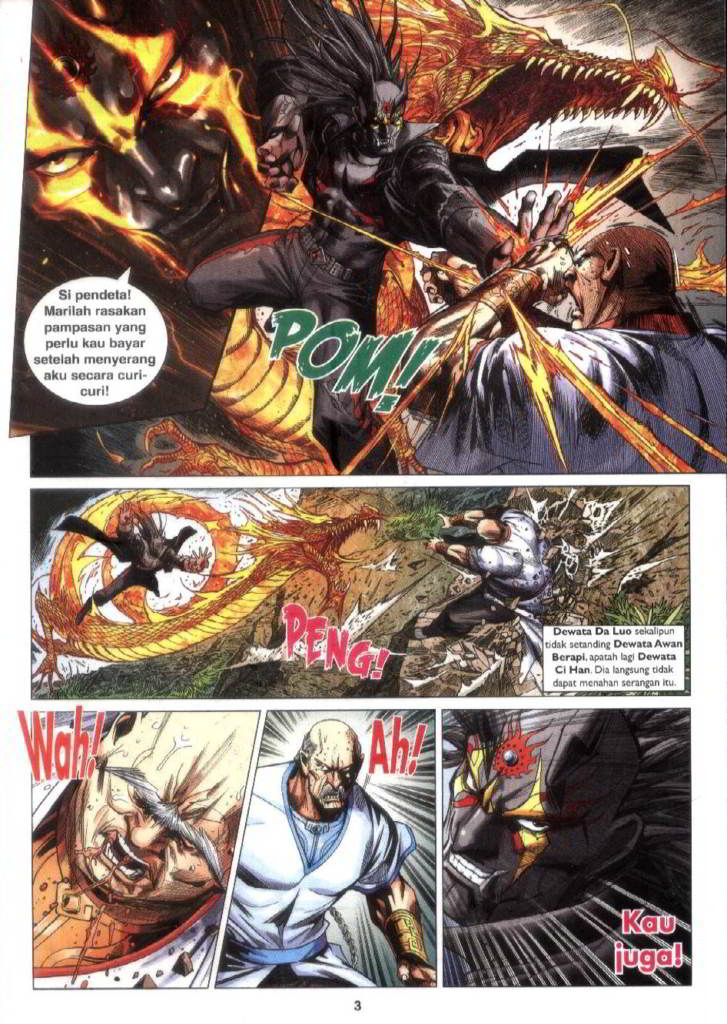 Si pendeta!
Marilah rasakan
pampasan yang
perlu kau bayar
setelah menyerang
aku secara curi-
curi!
POM!
PENG!
Dewata Da Luo sekalipun
tidak setanding Dewata Awan
Berapi, apatah lagi Dewata
Ci Han. Dia langsung tidak
dapat menahan serangan itu.
Wah!
Ah!
Kau
juga!
3